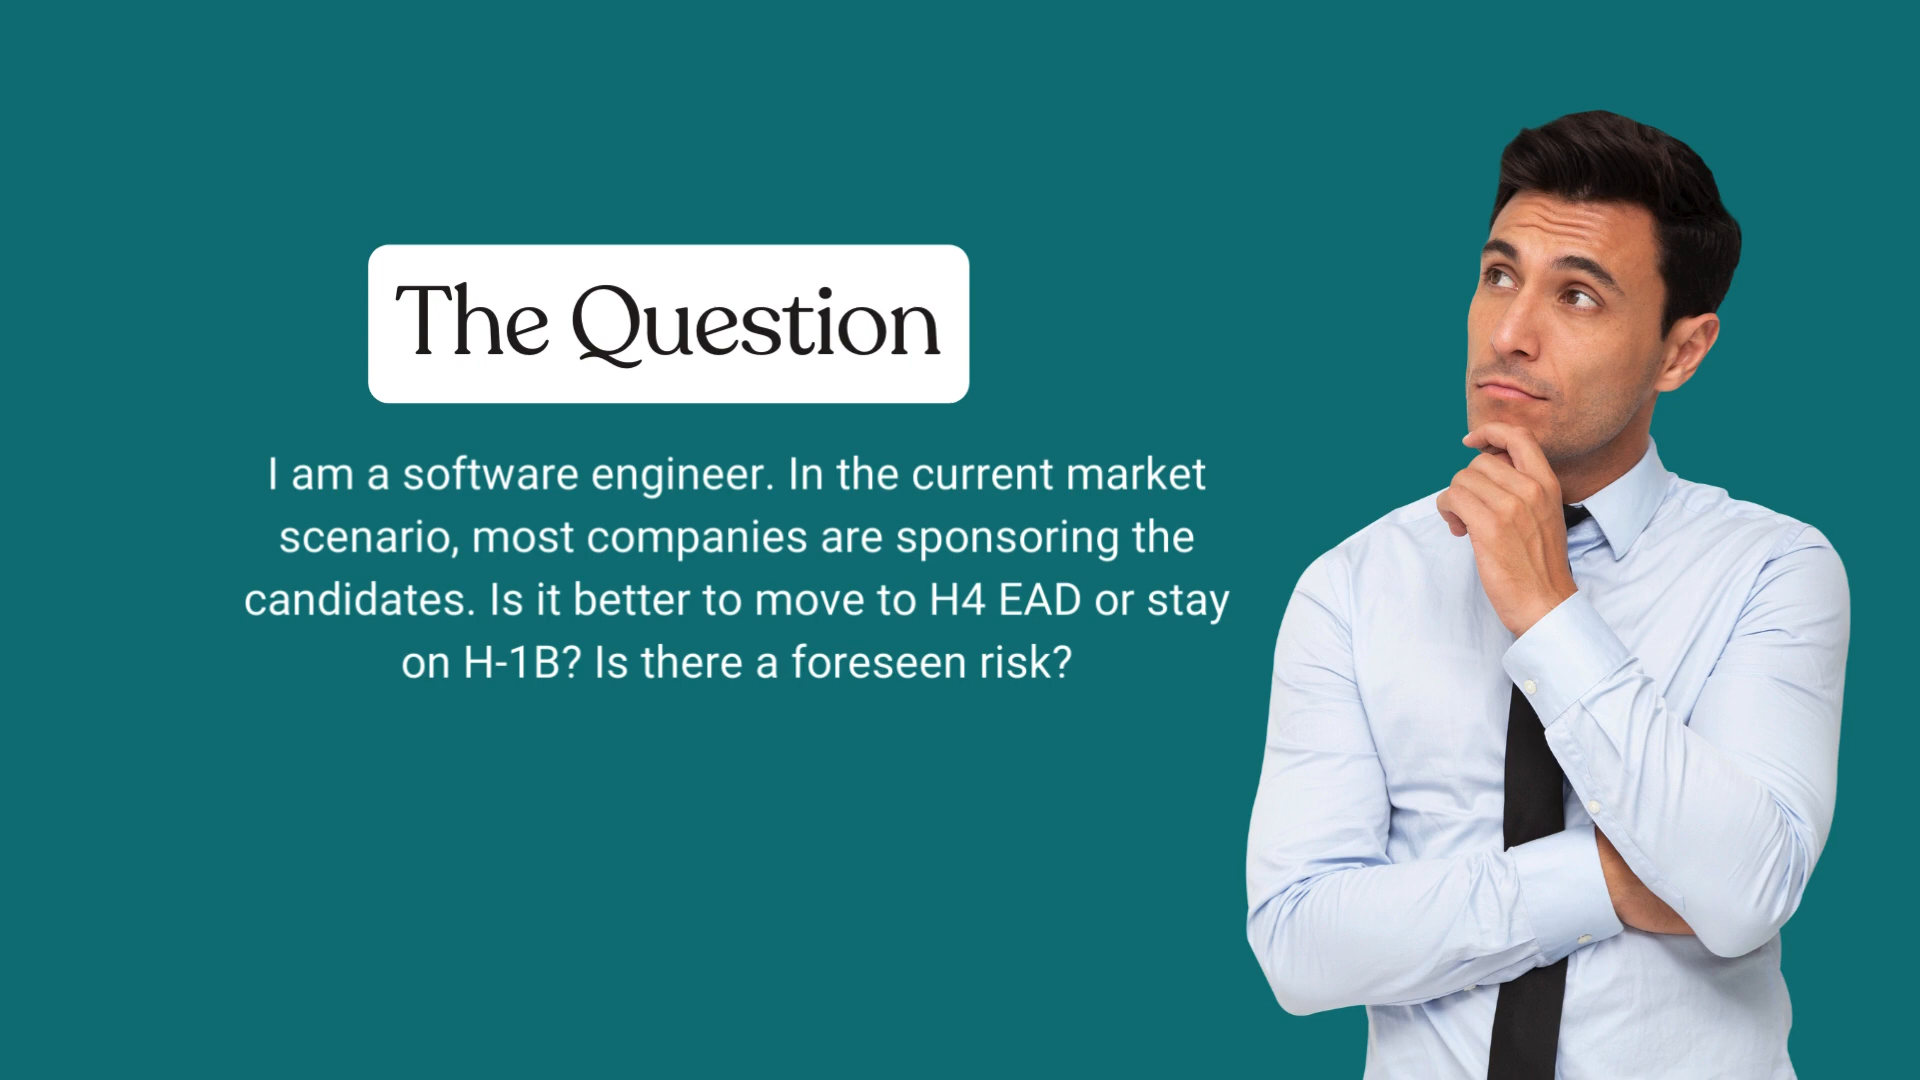 The Question
I am a software engineer. In the current market
scenario, most companies are sponsoring the
candidates. Is it better to move to H4 EAD or stay
on H-1B? Is there a foreseen risk?